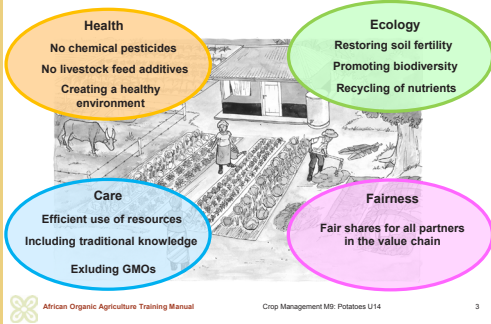 Health
No chemical pesticides
No livestock feed additives
Creating a healthy
environment
Ecology
Restoring soil fertility
Promoting biodiversity
Recycling of nutrients
Care
Efficient use of resources
Including traditional knowledge
Exluding GMOs
Fairness
Fair shares for all partners
in the value chain
African Organic Agriculture Training Manual
Crop Management M9: Potatoes U14
3